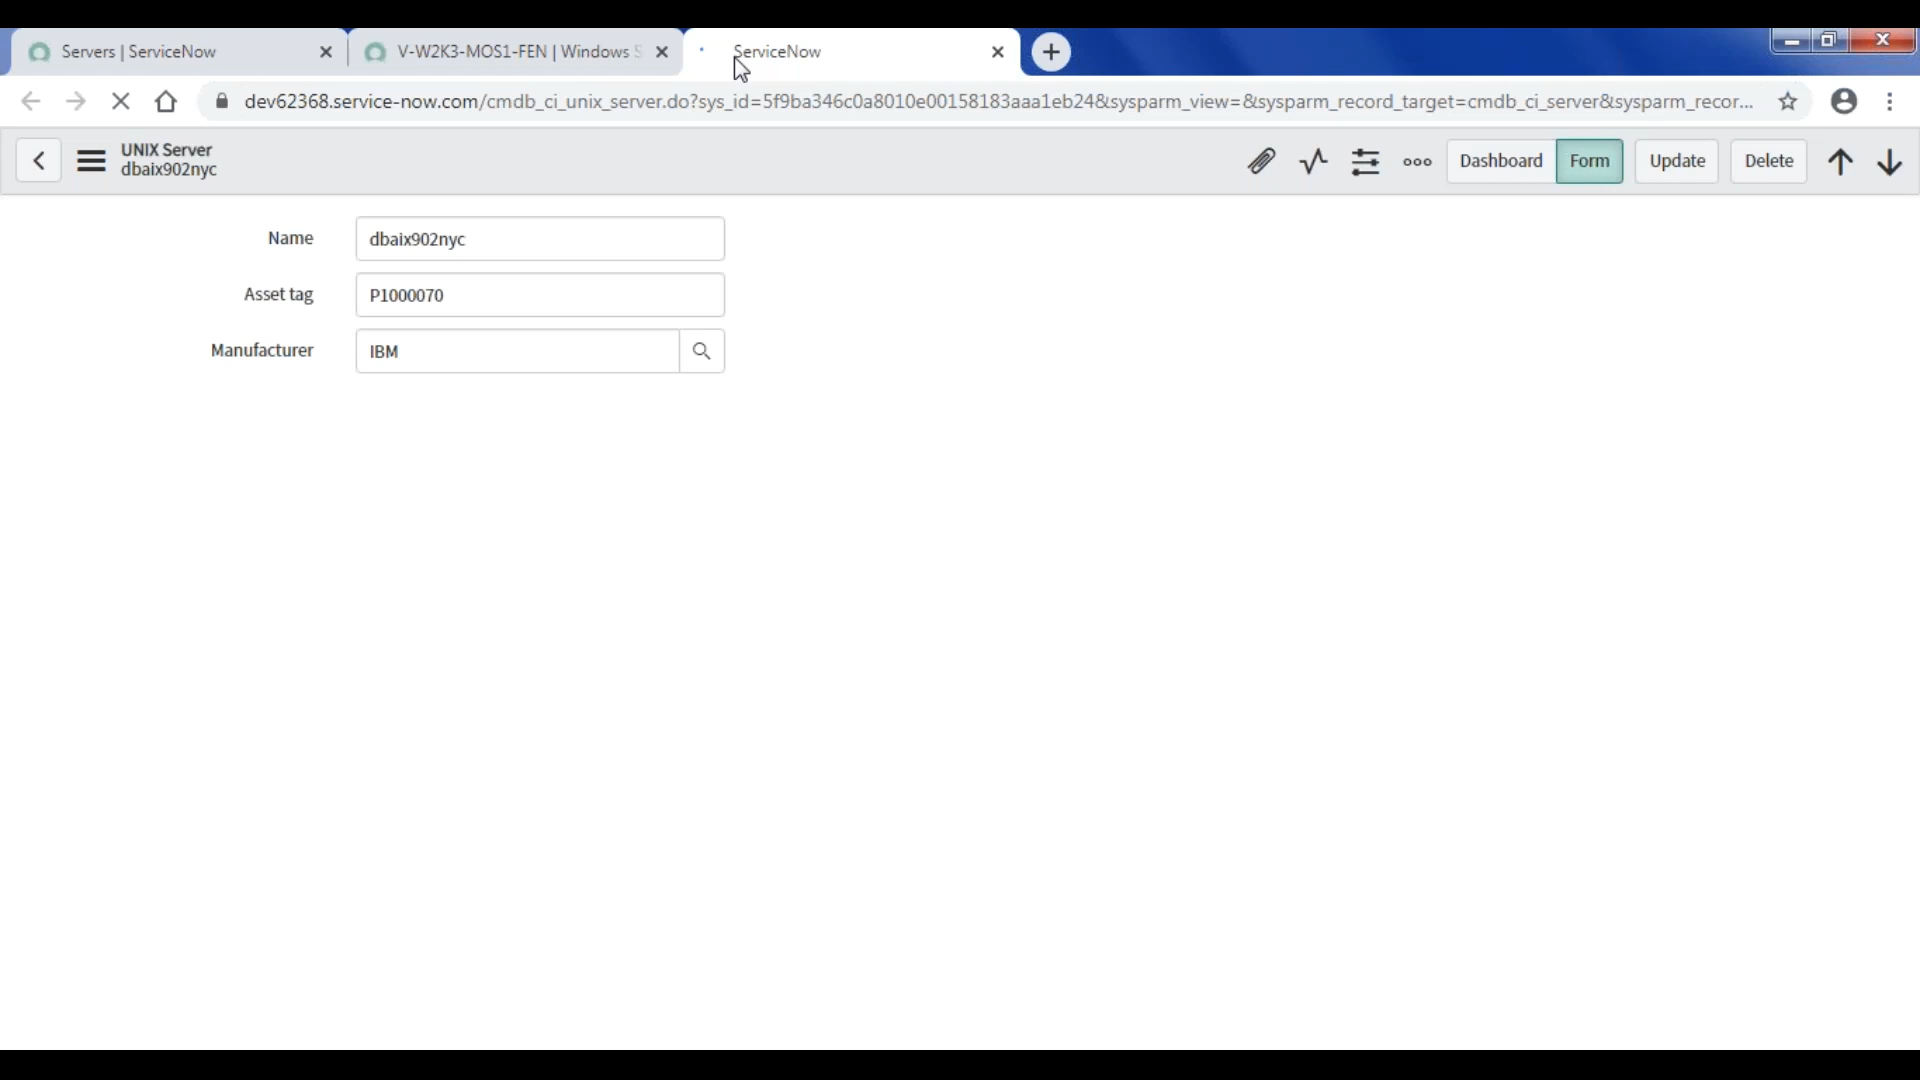 Servers | ServiceNow
V-W2K3-MOS1-FEN | Windows S
ServiceNow
dev62368.service-now.com/cmdb_ci_unix_server.do?sys_id=5f9ba346c0a8010e00158183aaa1eb24&sysparm_view=&sysparm_record_target=cmdb_ci_server&sysparm_recor...
UNIX Server
dbaix902nyc
Dashboard Form Update Delete
Name dbaix902nyc
Asset tag P1000070
Manufacturer IBM